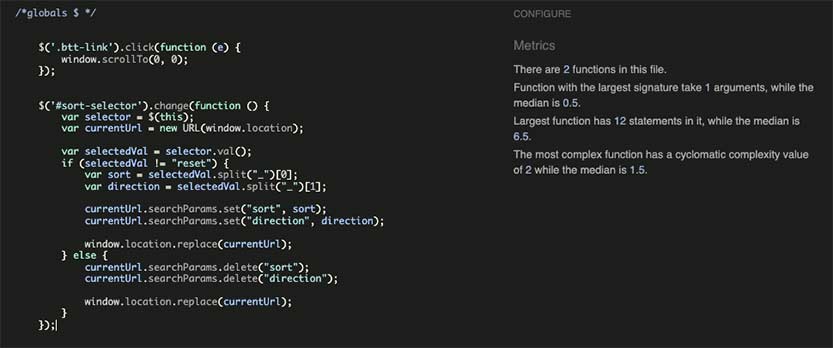 /*globals $ */
$('.btt-link').click(function (e) {
window.scrollTo(0, 0);
});
$('#sort-selector').change(function () {
var selector = $(this);
var currentUrl = new URL(window.location);
var selectedVal = selector.val();
if (selectedVal != "reset") {
var sort = selectedVal.split("_")[0];
var direction = selectedVal.split("_")[1];
currentUrl.searchParams.set("sort", sort);
currentUrl.searchParams.set("direction", direction);
window.location.replace(currentUrl);
} else {
currentUrl.searchParams.delete("sort");
currentUrl.searchParams.delete("direction");
window.location.replace(currentUrl);
}
});
CONFIGURE
Metrics
There are 2 functions in this file.
Function with the largest signature take 1 arguments, while the
median is 0.5.
Largest function has 12 statements in it, while the median is
6.5.
The most complex function has a cyclomatic complexity value
of 2 while the median is 1.5.